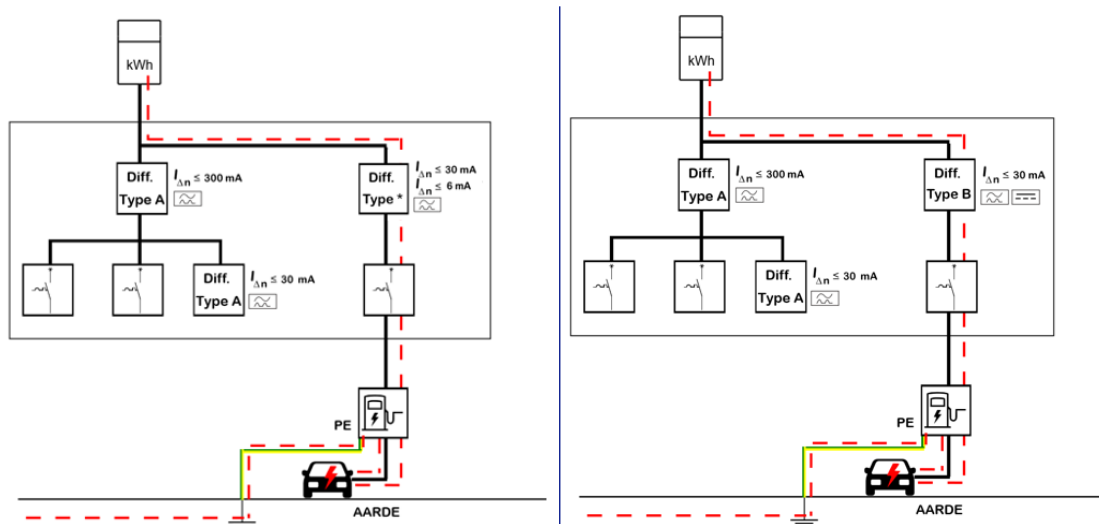 kWh
Diff.
Type A
IΔn ≤ 300 mA
Diff.
Type *
IΔn ≤ 30 mA
IΔn ≤ 6 mA
Diff.
Type A
IΔn ≤ 30 mA
PE
AARDE
kWh
Diff.
Type A
IΔn ≤ 300 mA
Diff.
Type B
IΔn ≤ 30 mA
Diff.
Type A
IΔn ≤ 30 mA
PE
AARDE